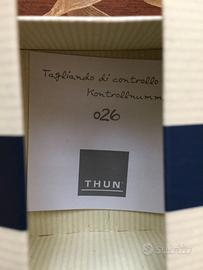 Tagliando di controllo
Kontrollnumm
026
THUN